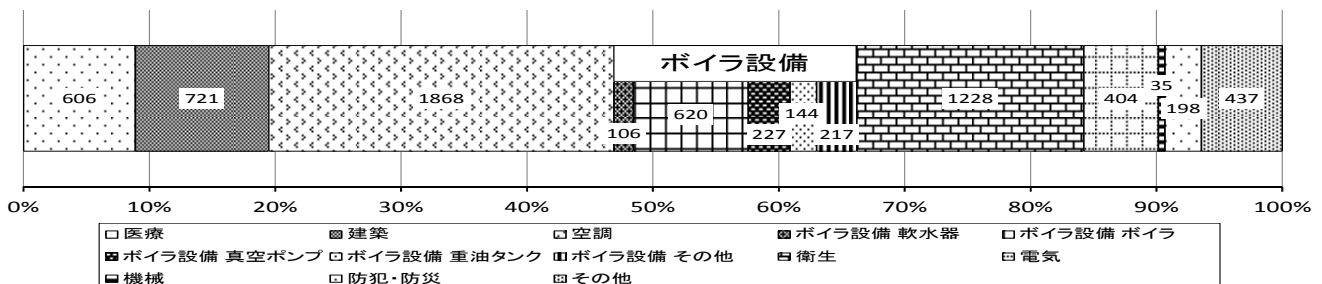 ボイラ設備
606 721 1868 106 620 227 144 217 1228 404 35 198 437
0% 10% 20% 30% 40% 50% 60% 70% 80% 90% 100%
医療 建築 空調 ボイラ設備 軟水器 ボイラ設備 ボイラ
ボイラ設備 真空ポンプ ボイラ設備 重油タンク ボイラ設備 その他 衛生 電気
機械 防犯・防災 その他